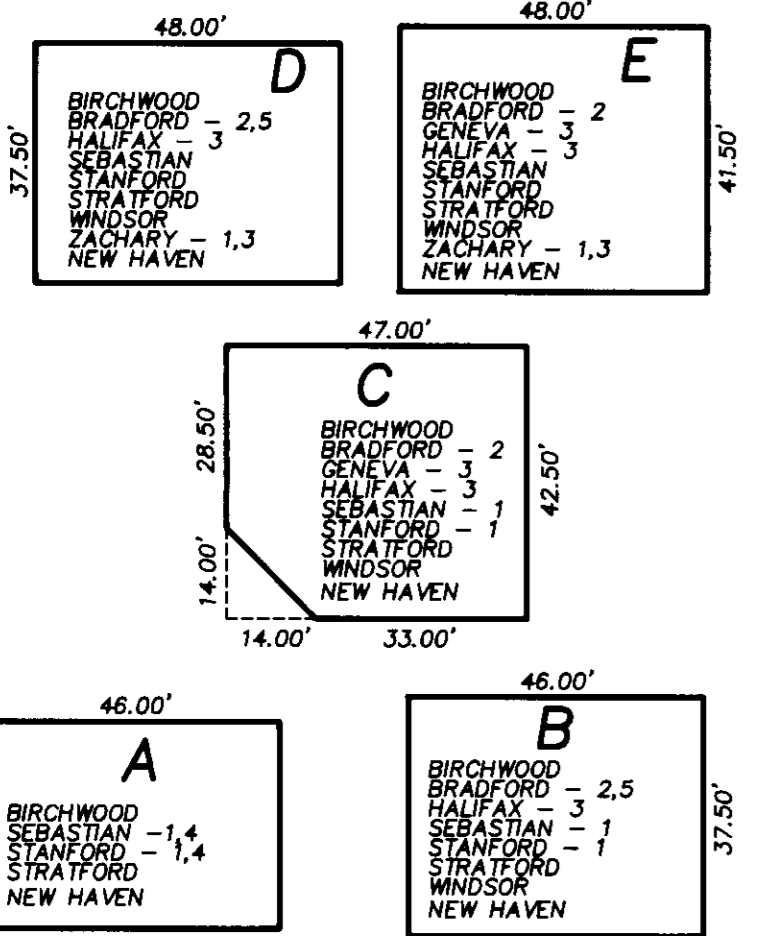 48.00'
D
37.50'
BIRCHWOOD
BRADFORD – 2,5
HALIFAX – 3
SEBASTIAN
STANFORD
STRATFORD
WINDSOR
ZACHARY – 1,3
NEW HAVEN
48.00'
E
BIRCHWOOD
BRADFORD – 2
GENEVA – 3
HALIFAX – 3
SEBASTIAN
STANFORD
STRATFORD
WINDSOR
ZACHARY – 1,3
NEW HAVEN
41.50'
47.00'
C
28.50'
BIRCHWOOD
BRADFORD – 2
GENEVA – 3
HALIFAX – 3
SEBASTIAN – 1
STANFORD – 1
STRATFORD
WINDSOR
NEW HAVEN
42.50'
14.00'
14.00'
33.00'
46.00'
A
BIRCHWOOD
SEBASTIAN –1,4
STANFORD – 1,4
STRATFORD
NEW HAVEN
46.00'
B
BIRCHWOOD
BRADFORD – 2,5
HALIFAX – 3
SEBASTIAN – 1
STANFORD – 1
STRATFORD
WINDSOR
NEW HAVEN
37.50'